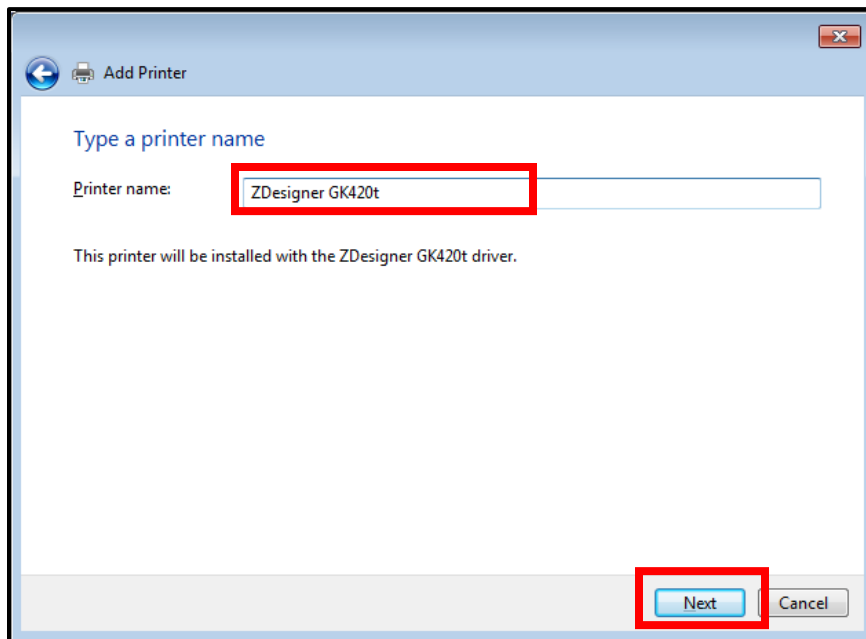 Add Printer
Type a printer name
Printer name: ZDesigner GK420t
This printer will be installed with the ZDesigner GK420t driver.
Next Cancel